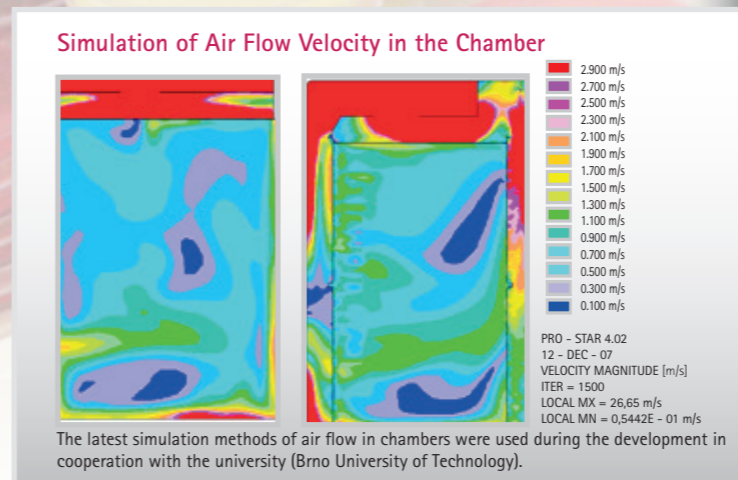 Simulation of Air Flow Velocity in the Chamber
2.900 m/s
2.700 m/s
2.500 m/s
2.300 m/s
2.100 m/s
1.900 m/s
1.700 m/s
1.500 m/s
1.300 m/s
1.100 m/s
0.900 m/s
0.700 m/s
0.500 m/s
0.300 m/s
0.100 m/s
PRO - STAR 4.02
12 - DEC - 07
VELOCITY MAGNITUDE [m/s]
ITER = 1500
LOCAL MX = 26,65 m/s
LOCAL MN = 0,5442E - 01 m/s
The latest simulation methods of air flow in chambers were used during the development in
cooperation with the university (Brno University of Technology).